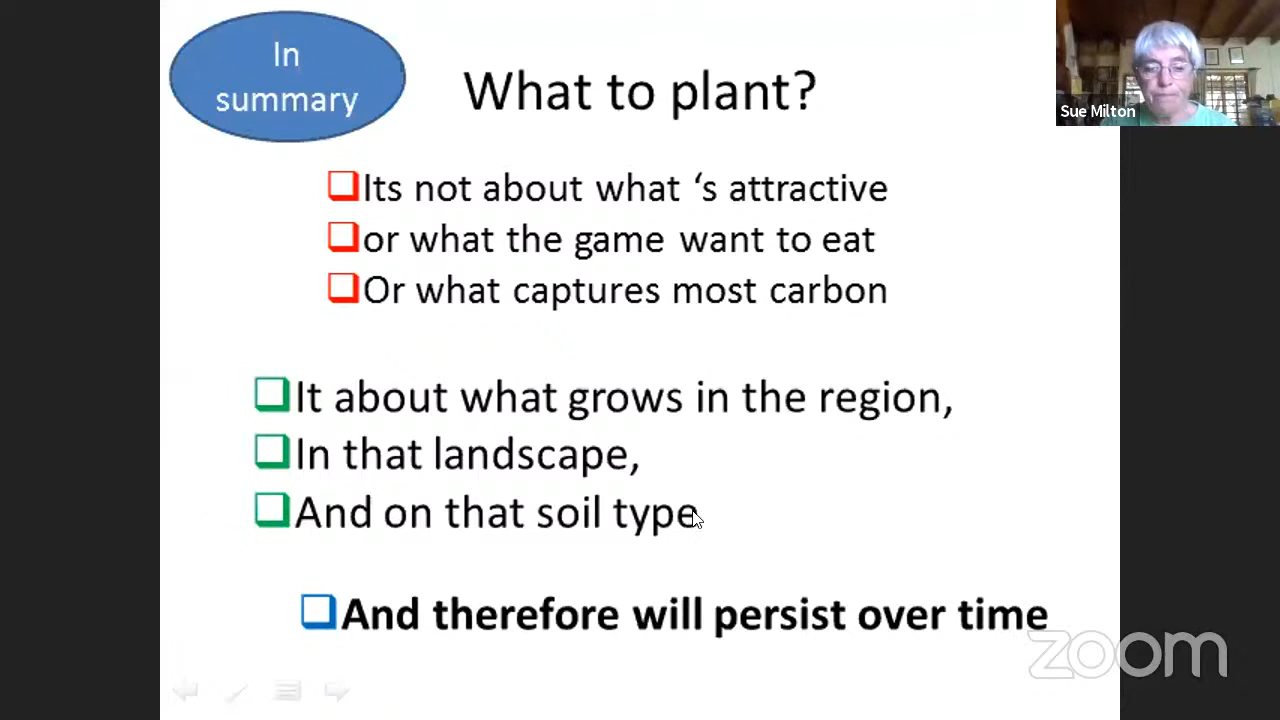 In
summary
What to plant?
Sue Milton
Its not about what ‘s attractive
or what the game want to eat
Or what captures most carbon
It about what grows in the region,
In that landscape,
And on that soil type
And therefore will persist over time
zoom